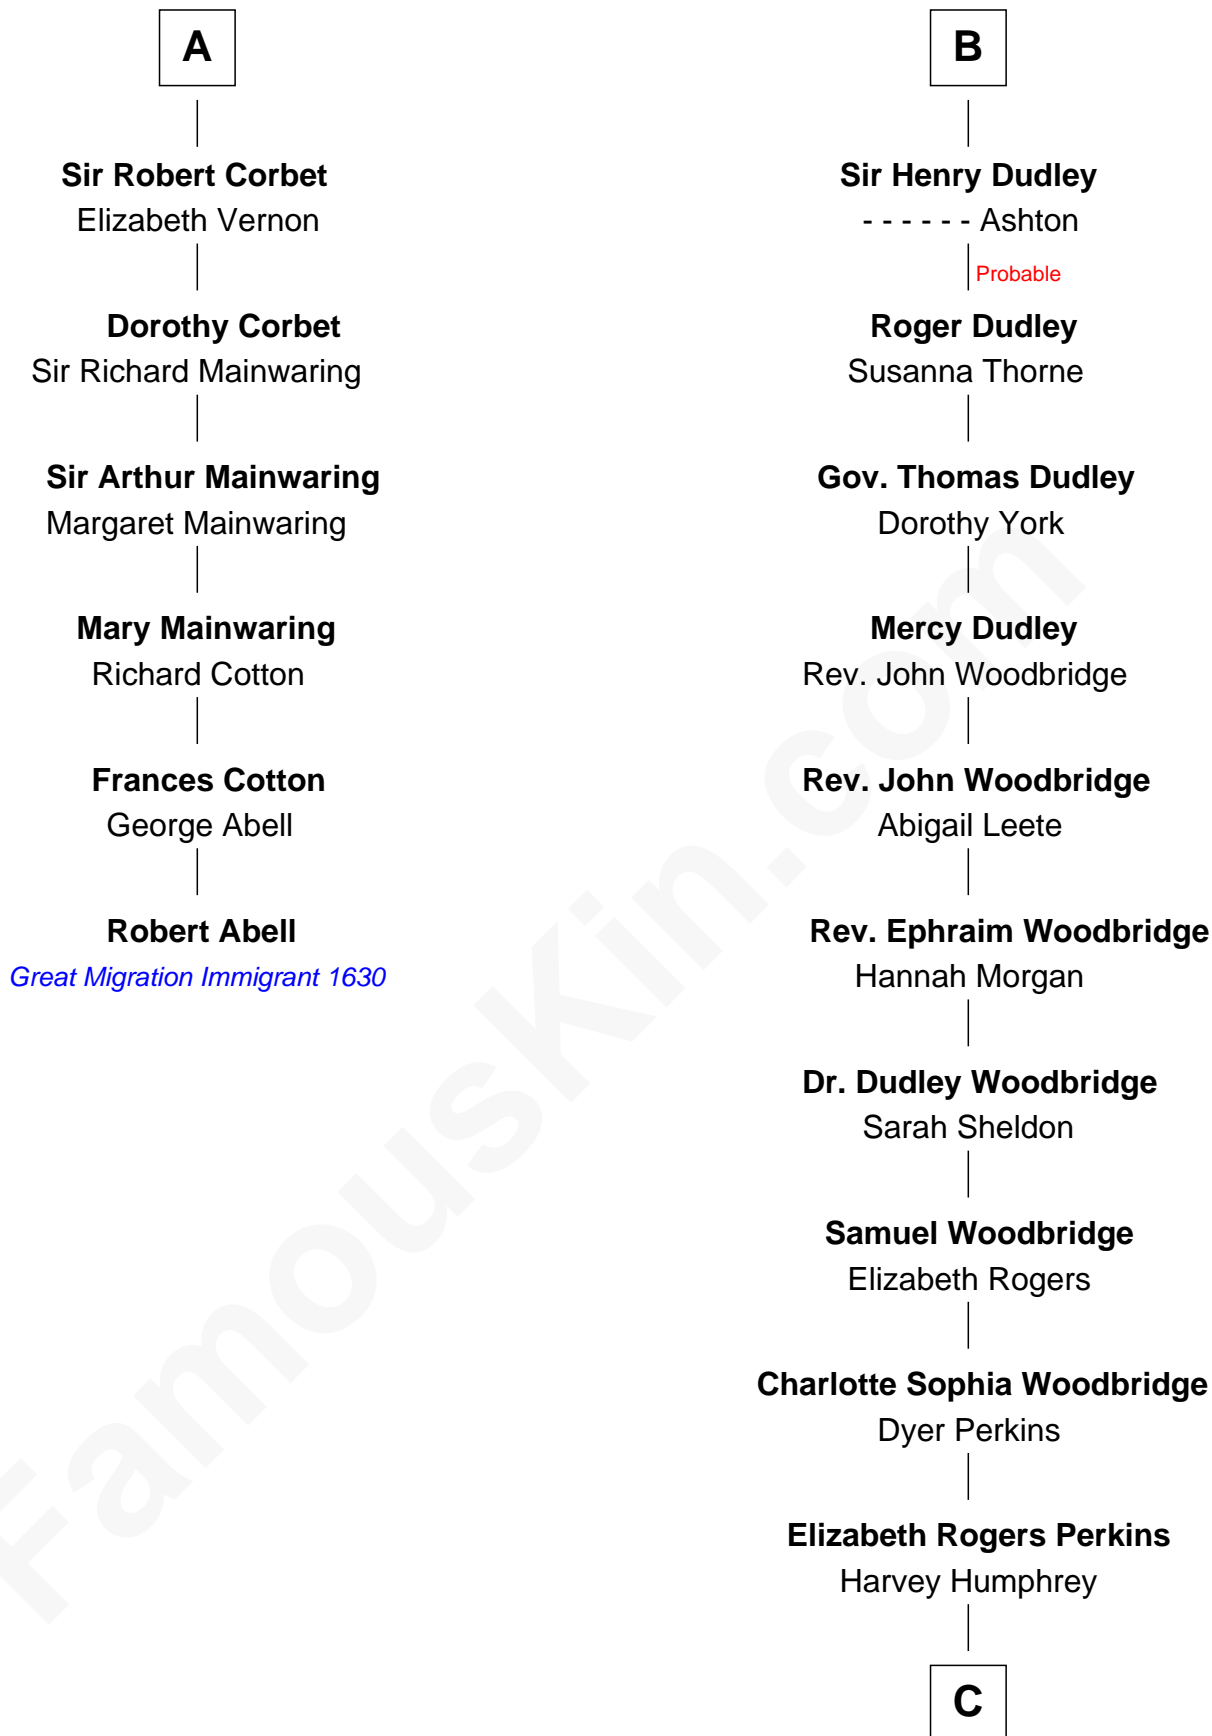 A
Sir Robert Corbet
Elizabeth Vernon
Dorothy Corbet
Sir Richard Mainwaring
Sir Arthur Mainwaring
Margaret Mainwaring
Mary Mainwaring
Richard Cotton
Frances Cotton
George Abell
Robert Abell
Great Migration Immigrant 1630
B
Sir Henry Dudley
- - - - - - Ashton
Probable
Roger Dudley
Susanna Thorne
Gov. Thomas Dudley
Dorothy York
Mercy Dudley
Rev. John Woodbridge
Rev. John Woodbridge
Abigail Leete
Rev. Ephraim Woodbridge
Hannah Morgan
Dr. Dudley Woodbridge
Sarah Sheldon
Samuel Woodbridge
Elizabeth Rogers
Charlotte Sophia Woodbridge
Dyer Perkins
Elizabeth Rogers Perkins
Harvey Humphrey
C
FamousKin.com